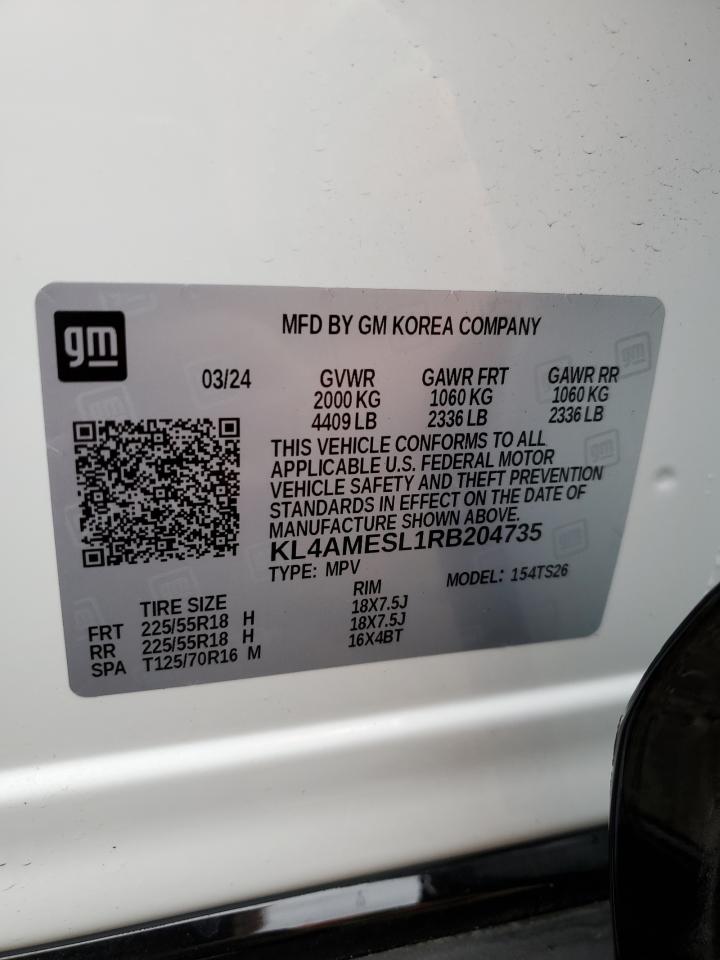 gm
MFD BY GM KOREA COMPANY
03/24 GVWR GAWR FRT GAWR RR
2000 KG 1060 KG 1060 KG
4409 LB 2336 LB 2336 LB
THIS VEHICLE CONFORMS TO ALL
APPLICABLE U.S. FEDERAL MOTOR
VEHICLE SAFETY AND THEFT PREVENTION
STANDARDS IN EFFECT ON THE DATE OF
MANUFACTURE SHOWN ABOVE.
KL4AMESL1RB204735
TYPE: MPV MODEL: 154TS26
TIRE SIZE RIM
FRT 225/55R18 H 18X7.5J
RR 225/55R18 H 18X7.5J
SPA T125/70R16 M 16X4BT